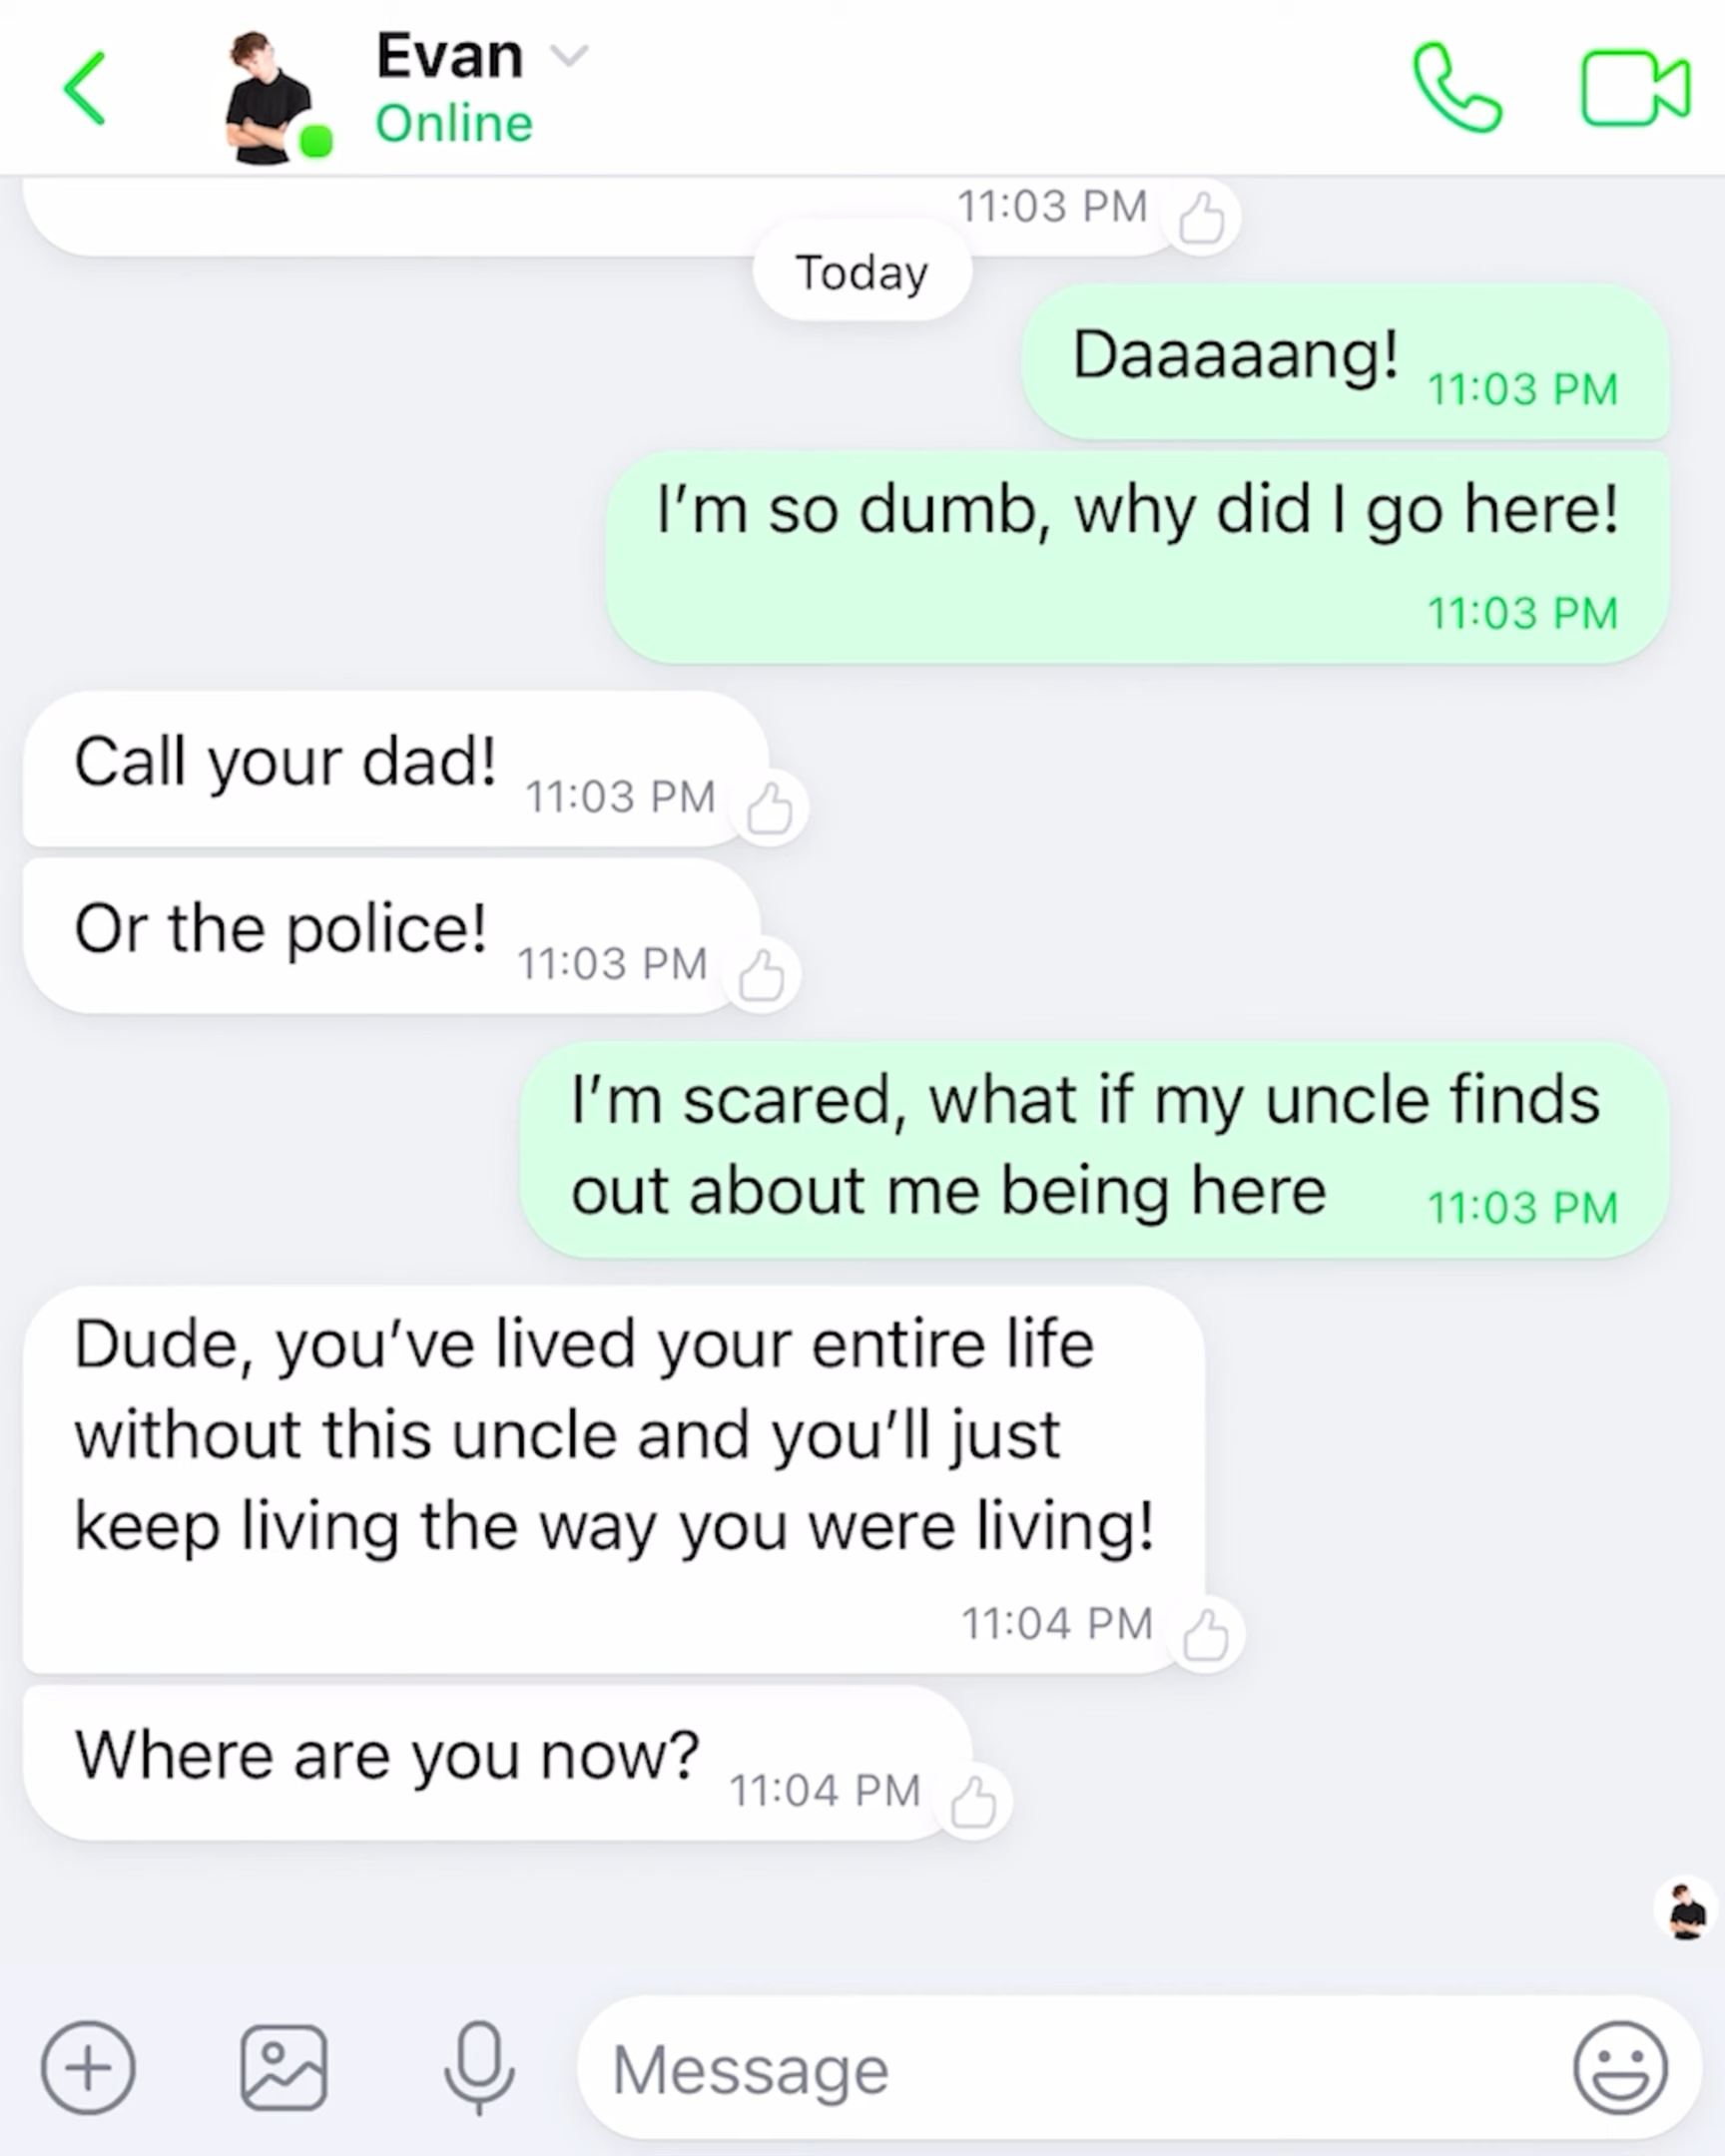 Evan
Online
11:03 PM
Today
Daaaaang!
11:03 PM
I’m so dumb, why did I go here!
11:03 PM
Call your dad!
11:03 PM
Or the police!
11:03 PM
I’m scared, what if my uncle finds
out about me being here
11:03 PM
Dude, you’ve lived your entire life
without this uncle and you’ll just
keep living the way you were living!
11:04 PM
Where are you now?
11:04 PM
Message